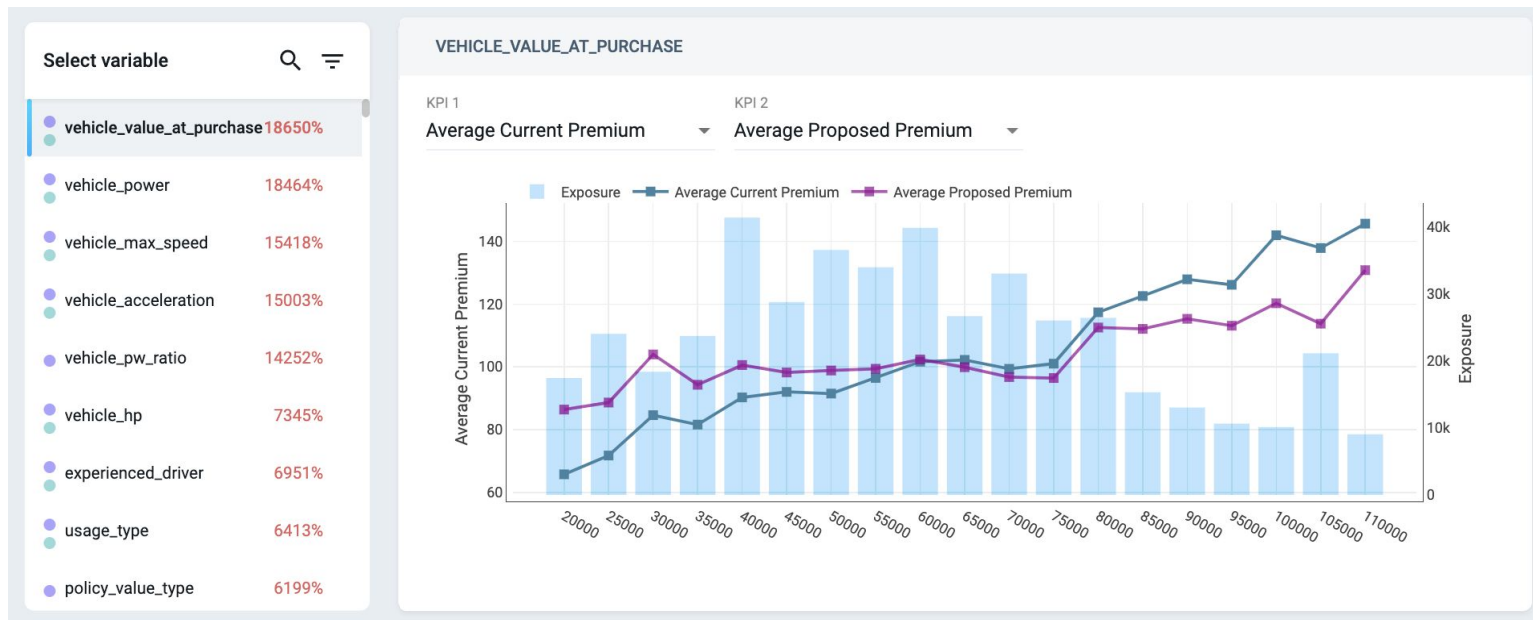 Select variable
vehicle_value_at_purchase 18650%
vehicle_power 18464%
vehicle_max_speed 15418%
vehicle_acceleration 15003%
vehicle_pw_ratio 14252%
vehicle_hp 7345%
experienced_driver 6951%
usage_type 6413%
policy_value_type 6199%
VEHICLE_VALUE_AT_PURCHASE
KPI 1
Average Current Premium
KPI 2
Average Proposed Premium
Exposure Average Current Premium Average Proposed Premium
Average Current Premium
140
120
100
80
60
40k
30k
20k
10k
0
Exposure
20000 25000 30000 35000 40000 45000 50000 55000 60000 65000 70000 75000 80000 85000 90000 95000 100000 105000 110000